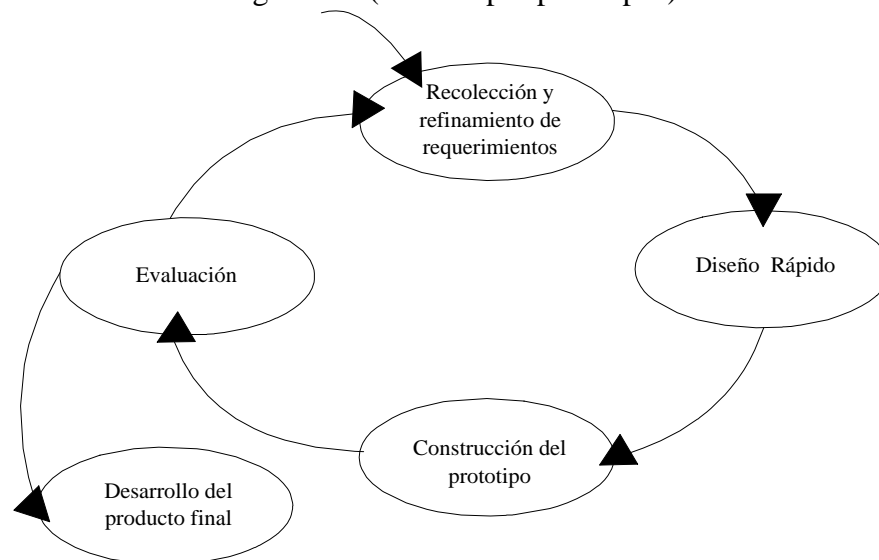 Recolección y
refinamiento de
requerimientos
Diseño Rápido
Evaluación
Construcción del
prototipo
Desarrollo del
producto final